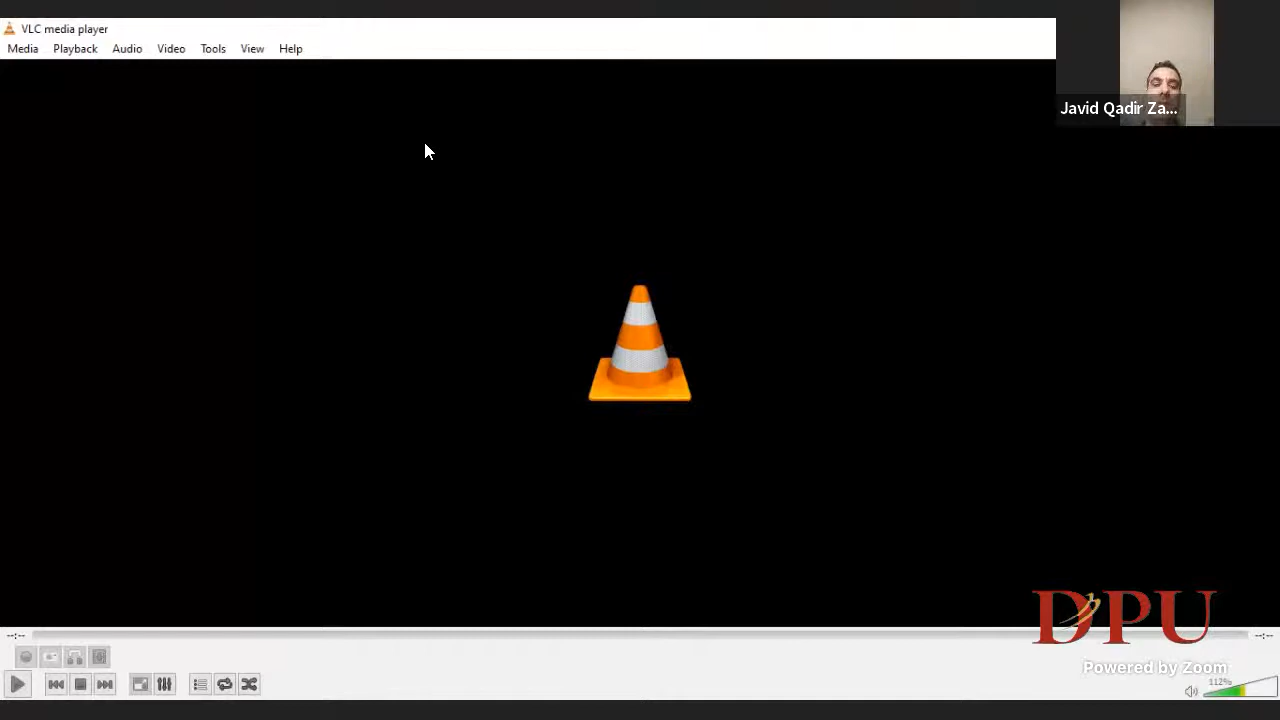 VLC media player
Media Playback Audio Video Tools View Help
Javid Qadir Za...
--:-- --:--
DPU
Powered by Zoom
112%